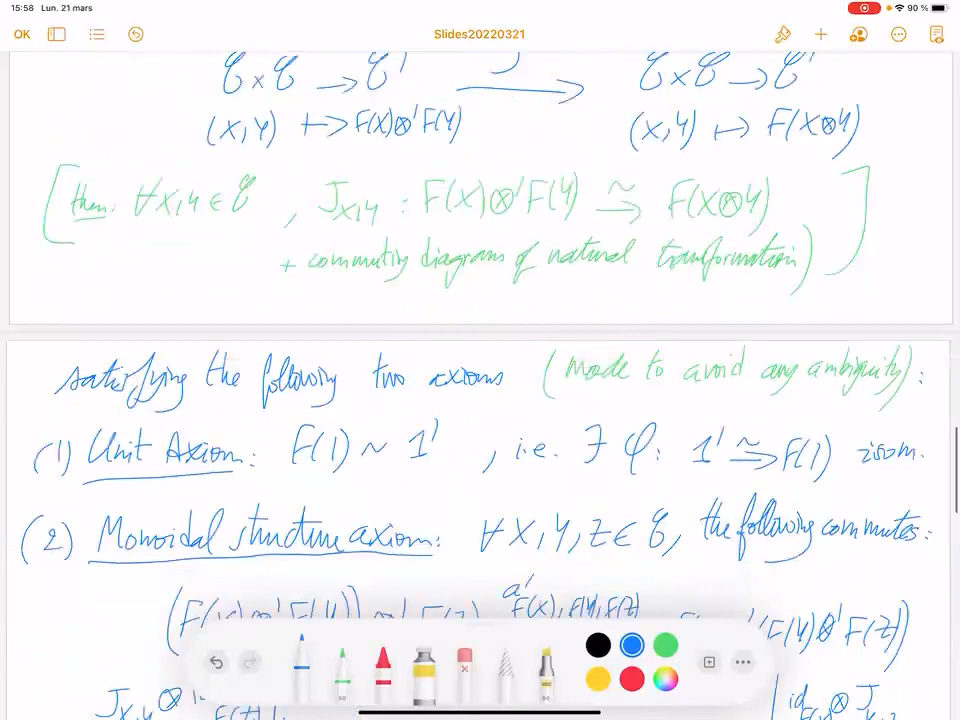 15:58 Lun. 21 mars
90 %
OK
Slides20220321
𝒞 × 𝒞 → 𝒞' ⟶ 𝒞 × 𝒞 → 𝒞'
(X,Y) ↦ F(X)⊗'F(Y) (X,Y) ↦ F(X⊗Y)
[then: ∀X,Y ∈ 𝒞, J_{X,Y} : F(X)⊗'F(Y) ⥲ F(X⊗Y)
+ commuting diagrams of natural transformation)]
satisfying the following two axioms (made to avoid any ambiguity):
(1) Unit Axiom: F(1) ~ 1', i.e. ∃ φ: 1' ⥲ F(1) isom.
(2) Monoidal structure axiom: ∀X,Y,Z ∈ 𝒞, the following commutes:
a'_{F(X),F(Y),F(Z)}
(F(Y)⊗'F(Z))
J_{X,Y} ⊗ id_{F(X)} ⊗ J